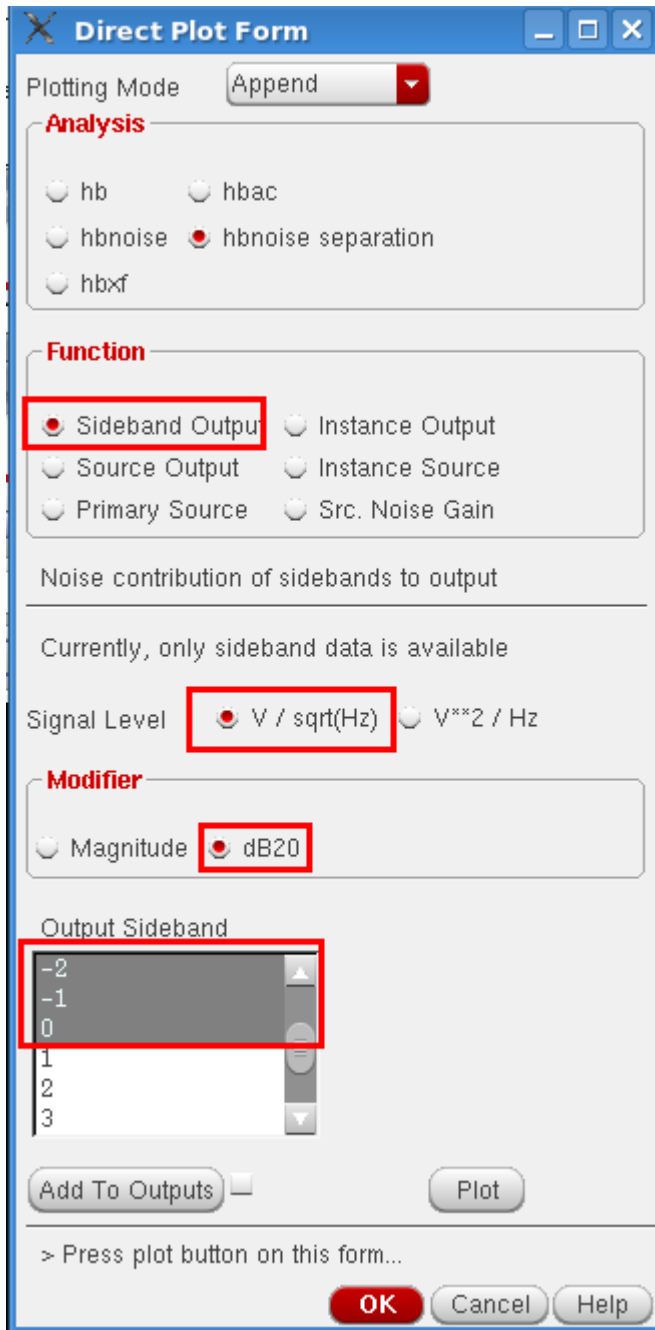 Direct Plot Form
Plotting Mode Append
Analysis
hb hbac
hbnoise hbnoise separation
hbxf
Function
Sideband Output Instance Output
Source Output Instance Source
Primary Source Src. Noise Gain
Noise contribution of sidebands to output
Currently, only sideband data is available
Signal Level V / sqrt(Hz) V**2 / Hz
Modifier
Magnitude dB20
Output Sideband
-2
-1
0
1
2
3
Add To Outputs Plot
> Press plot button on this form...
OK Cancel Help